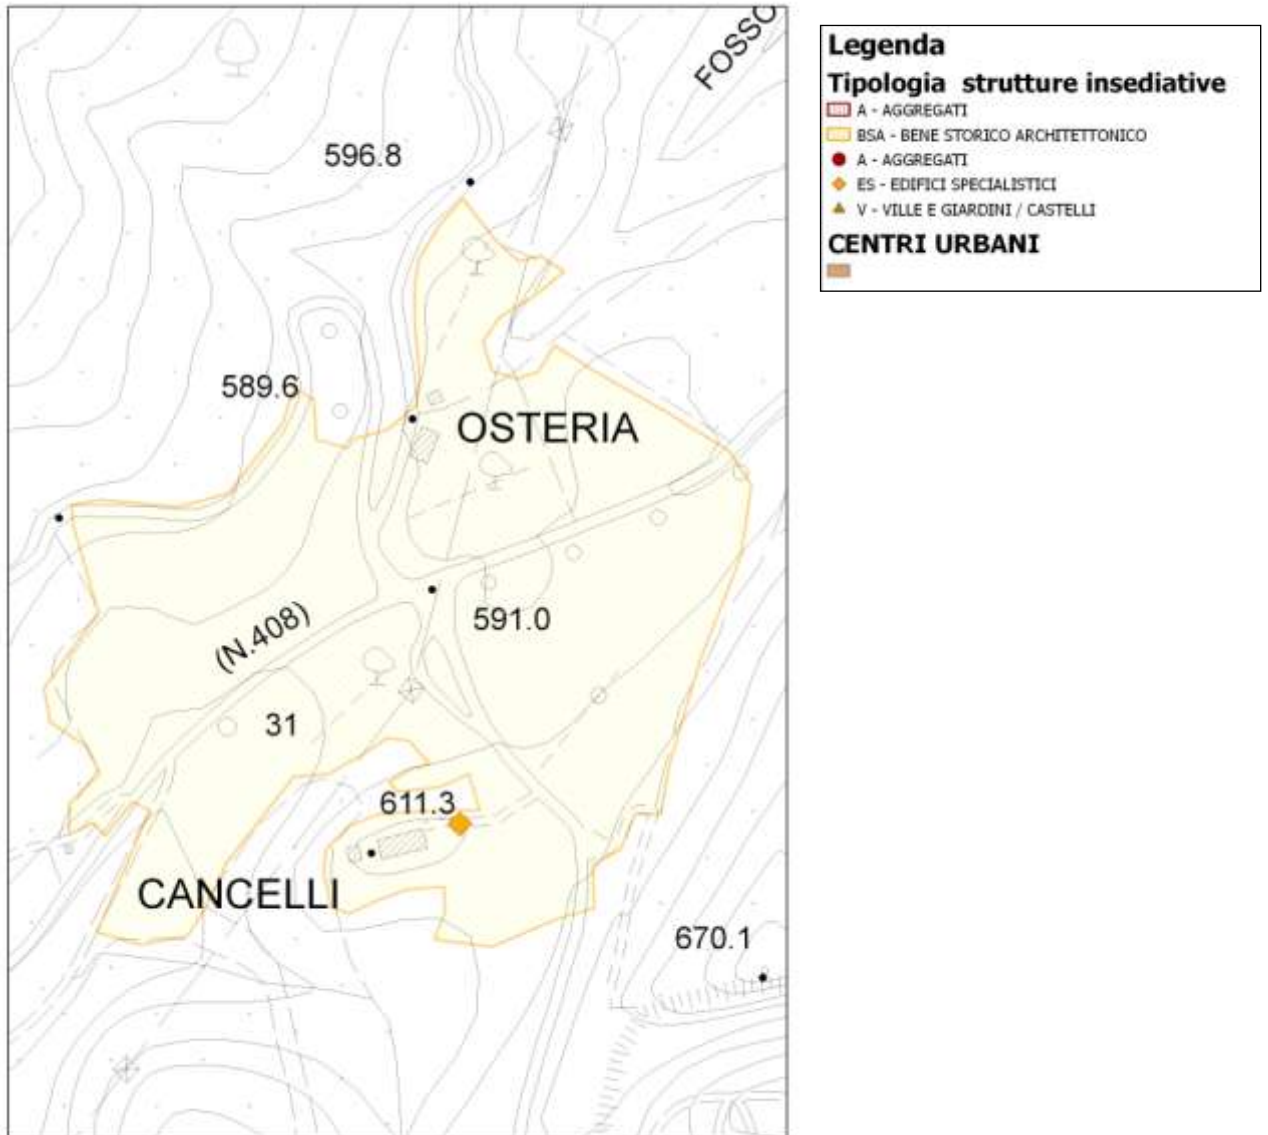 FOSSO
596.8
589.6
OSTERIA
591.0
(N.408)
31
611.3
CANCELLI
670.1
Legenda
Tipologia strutture insediative
A - AGGREGATI
BSA - BENE STORICO ARCHITETTONICO
A - AGGREGATI
ES - EDIFICI SPECIALISTICI
V - VILLE E GIARDINI / CASTELLI
CENTRI URBANI